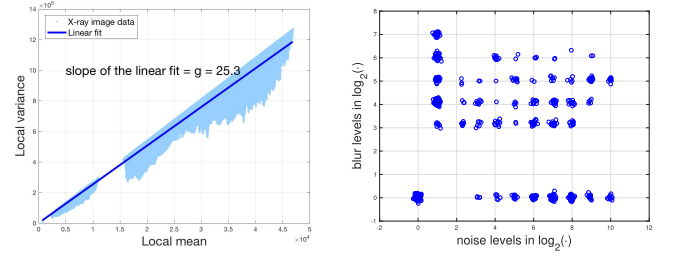 ×10⁵
14
12
10
8
6
4
2
0
X-ray image data
Linear fit
slope of the linear fit = g = 25.3
Local variance
0 0.5 1 1.5 2 2.5 3 3.5 4 4.5 5
Local mean
×10⁴
8
7
6
5
4
3
2
1
0
-1
blur levels in log₂(·)
-2 0 2 4 6 8 10 12
noise levels in log₂(·)